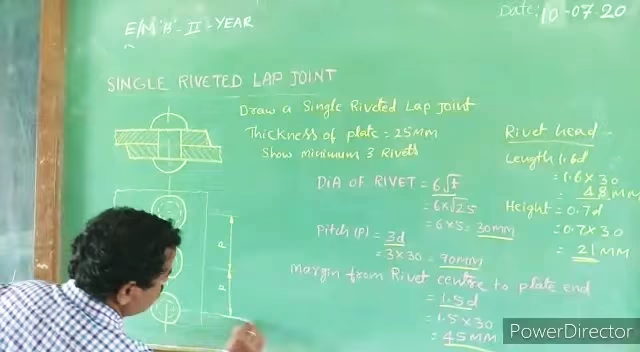 Date: 10-07-20
E/M 'B' - II - YEAR
SINGLE RIVETED LAP JOINT
Draw a Single Riveted Lap Joint
Thickness of plate = 25MM
Show minimum 3 Rivets
DIA OF RIVET = 6√t
= 6×√25
= 6×5 = 30MM
Pitch (P) = 3d
= 3×30 = 90MM
Margin from Rivet centre to plate end
= 1.5d
= 1.5×30
= 45MM
Rivet head
Length 1.6d
= 1.6×30
= 48MM
Height = 0.7d
= 0.7×30
= 21MM
P
P
PowerDirector